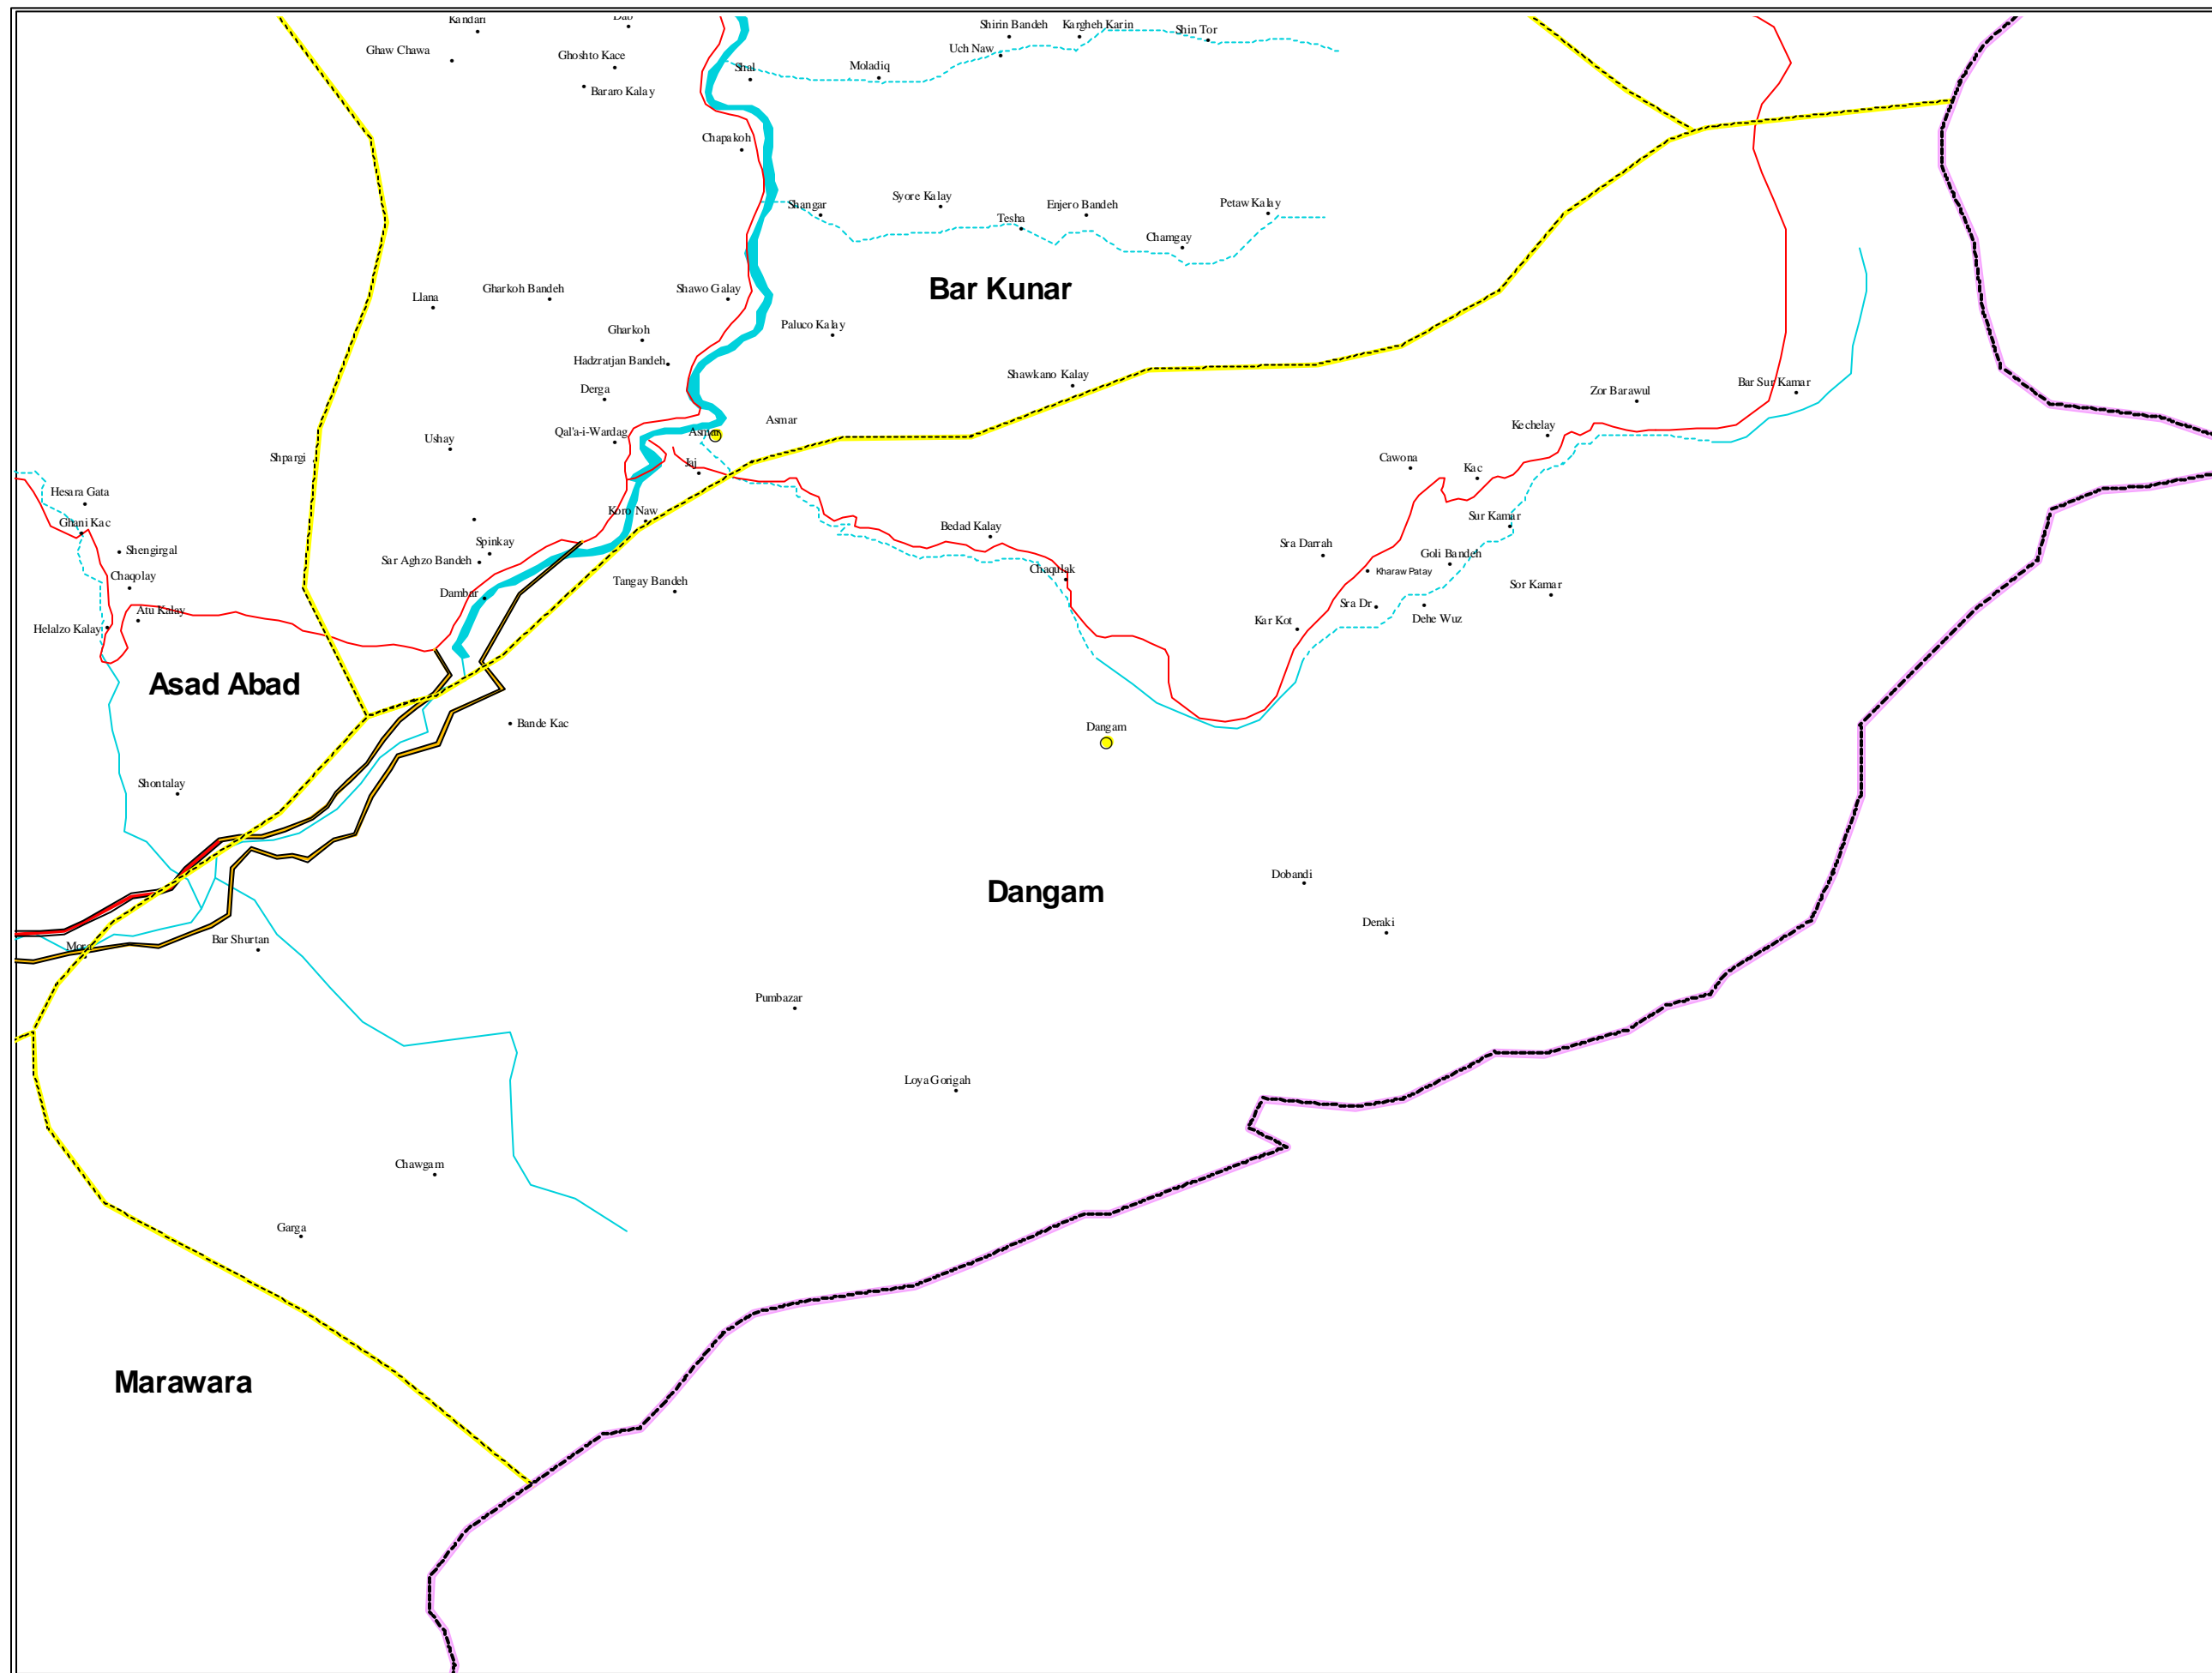 Kandari
Dab
Shirin Bandeh
Kargheh Karin
Shin Tor
Ghaw Chawa
Ghoshto Kace
Uch Naw
Shal
Moladiq
Bararo Kalay
Chapakoh
Shangar
Syore Kalay
Tesha
Enjero Bandeh
Petaw Kalay
Chamgay
Bar Kunar
Llana
Gharkoh Bandeh
Shawo Galay
Gharkoh
Paluco Kalay
Hadzratjan Bandeh
Derga
Shawkano Kalay
Zor Barawul
Bar Sur Kamar
Asmar
Asmar
Qal'a-i-Wardag
Ushay
Kechelay
Shpargi
Jaj
Cawona
Kac
Hesara Gata
Koro Naw
Sur Kamar
Ghani Kac
Bedad Kalay
Shengirgal
Spinkay
Sra Darrah
Sar Aghzo Bandeh
Goli Bandeh
Chaqolay
Tangay Bandeh
Chaqulak
Kharaw Patay
Sor Kamar
Dambar
Atu Kalay
Sra Dr
Dehe Wuz
Helalzo Kalay
Kar Kot
Asad Abad
Bande Kac
Dangam
Shontalay
Dobandi
Dangam
Deraki
Bar Shurtan
Pumbazar
Loya Gorigah
Chawgam
Garga
Marawara